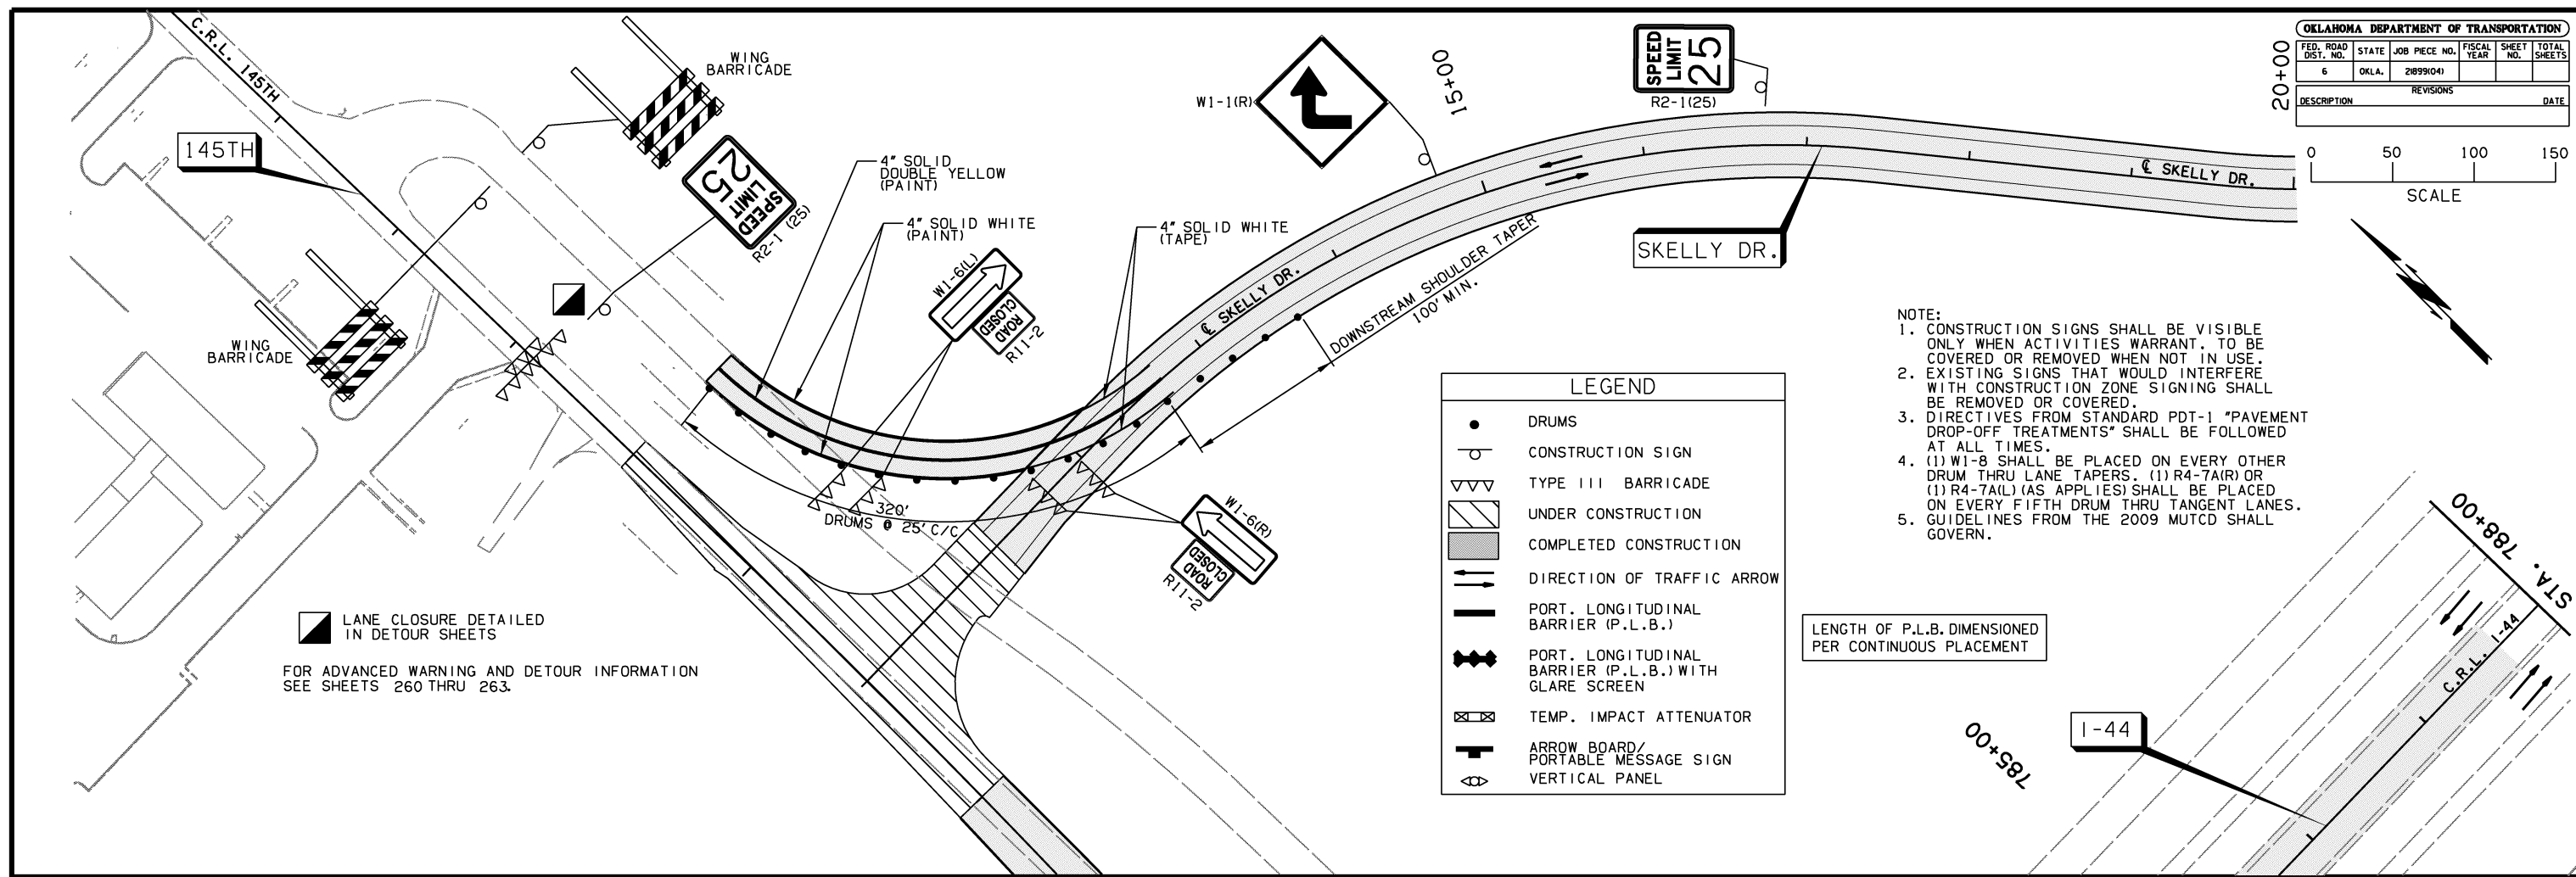 C.R.L. 145TH
145TH
WING
BARRICADE
SPEED
LIMIT
25
R2-1 (25)
4" SOLID
DOUBLE YELLOW
(PAINT)
4" SOLID WHITE
(PAINT)
W1-6(L)
ROAD
CLOSED
R11-2
WING
BARRICADE
4" SOLID WHITE
(TAPE)
W1-1(R)
15+00
SPEED
LIMIT
25
R2-1(25)
℄ SKELLY DR.
℄ SKELLY DR.
SKELLY DR.
DOWNSTREAM SHOULDER TAPER
100' MIN.
320'
DRUMS @ 25' C/C
W1-6(R)
ROAD
CLOSED
R11-2
LANE CLOSURE DETAILED
IN DETOUR SHEETS
FOR ADVANCED WARNING AND DETOUR INFORMATION
SEE SHEETS 260 THRU 263.
20+00
OKLAHOMA DEPARTMENT OF TRANSPORTATION
FED. ROAD DIST. NO. STATE JOB PIECE NO. FISCAL YEAR SHEET NO. TOTAL SHEETS
6 OKLA. 21899(04)
REVISIONS
DESCRIPTION DATE
0 50 100 150
SCALE
NOTE:
1. CONSTRUCTION SIGNS SHALL BE VISIBLE
ONLY WHEN ACTIVITIES WARRANT. TO BE
COVERED OR REMOVED WHEN NOT IN USE.
2. EXISTING SIGNS THAT WOULD INTERFERE
WITH CONSTRUCTION ZONE SIGNING SHALL
BE REMOVED OR COVERED.
3. DIRECTIVES FROM STANDARD PDT-1 "PAVEMENT
DROP-OFF TREATMENTS" SHALL BE FOLLOWED
AT ALL TIMES.
4. (1) W1-8 SHALL BE PLACED ON EVERY OTHER
DRUM THRU LANE TAPERS. (1) R4-7A(R) OR
(1) R4-7A(L) (AS APPLIES) SHALL BE PLACED
ON EVERY FIFTH DRUM THRU TANGENT LANES.
5. GUIDELINES FROM THE 2009 MUTCD SHALL
GOVERN.
LEGEND
DRUMS
CONSTRUCTION SIGN
TYPE III BARRICADE
UNDER CONSTRUCTION
COMPLETED CONSTRUCTION
DIRECTION OF TRAFFIC ARROW
PORT. LONGITUDINAL
BARRIER (P.L.B.)
PORT. LONGITUDINAL
BARRIER (P.L.B.) WITH
GLARE SCREEN
TEMP. IMPACT ATTENUATOR
ARROW BOARD/
PORTABLE MESSAGE SIGN
VERTICAL PANEL
LENGTH OF P.L.B. DIMENSIONED
PER CONTINUOUS PLACEMENT
STA. 788+00
C.R.L. I-44
I-44
785+00